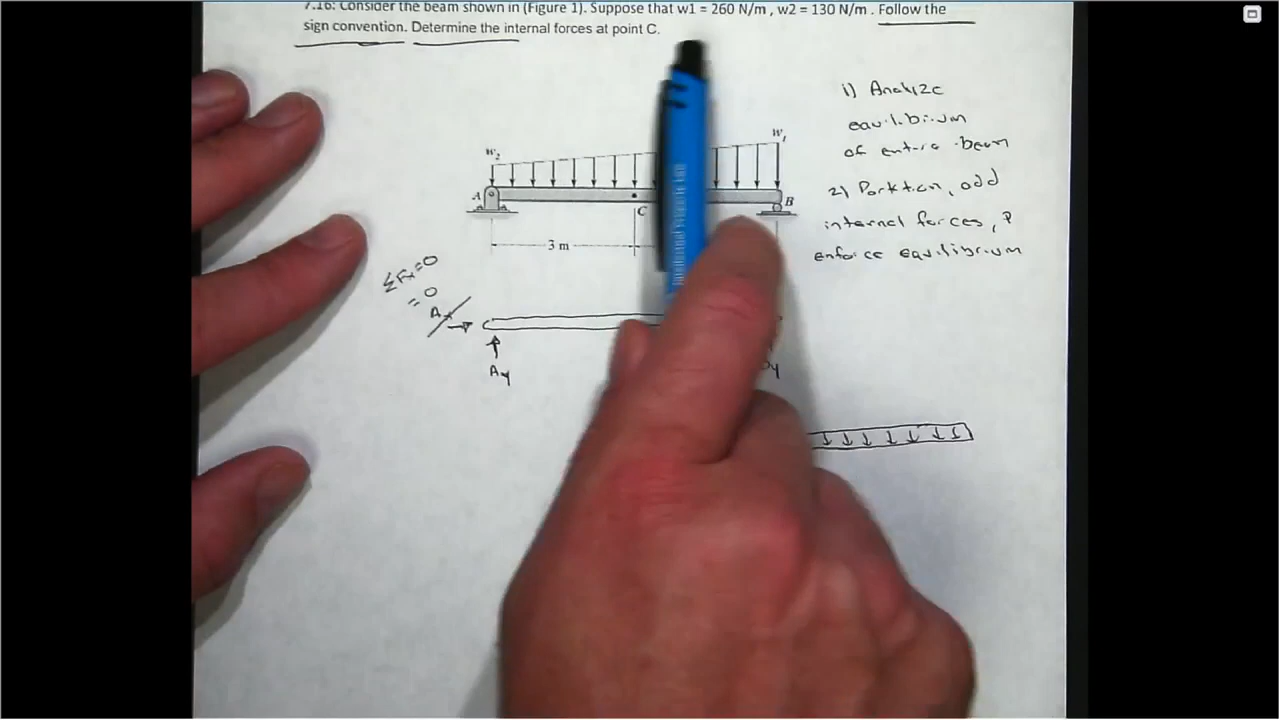 7.16: Consider the beam shown in (Figure 1). Suppose that w1 = 260 N/m , w2 = 130 N/m . Follow the
sign convention. Determine the internal forces at point C.
1) Analyze
equilibrium
of entire beam
2) Partition, add
internal forces, &
enforce equilibrium
W2
W1
A
B
C
3 m
ΣFx=0
= 0
Ax
Ay